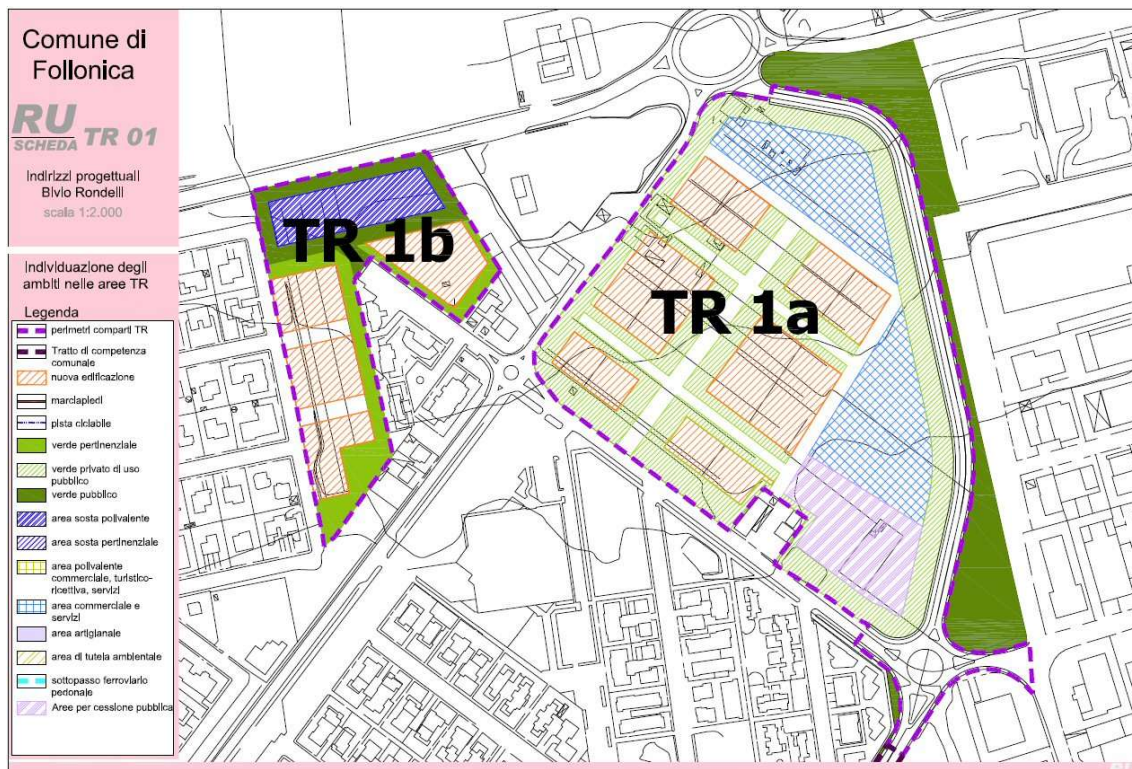 Comune di
Follonica
RU
SCHEDA TR 01
Indirizzi progettuali
Bivio Rondelli
scala 1:2.000
Individuazione degli
ambiti nelle aree TR
Legenda
perimetri comparti TR
Tratto di competenza
comunale
nuova edificazione
marciapiedi
pista ciclabile
verde pertinenziale
verde privato di uso
pubblico
verde pubblico
area sosta polivalente
area sosta pertinenziale
area polivalente
commerciale, turistico-
ricettiva, servizi
area commerciale e
servizi
area artigianale
area di tutela ambientale
sottopasso ferroviario
pedonale
Aree per cessione pubblica
TR 1b
TR 1a